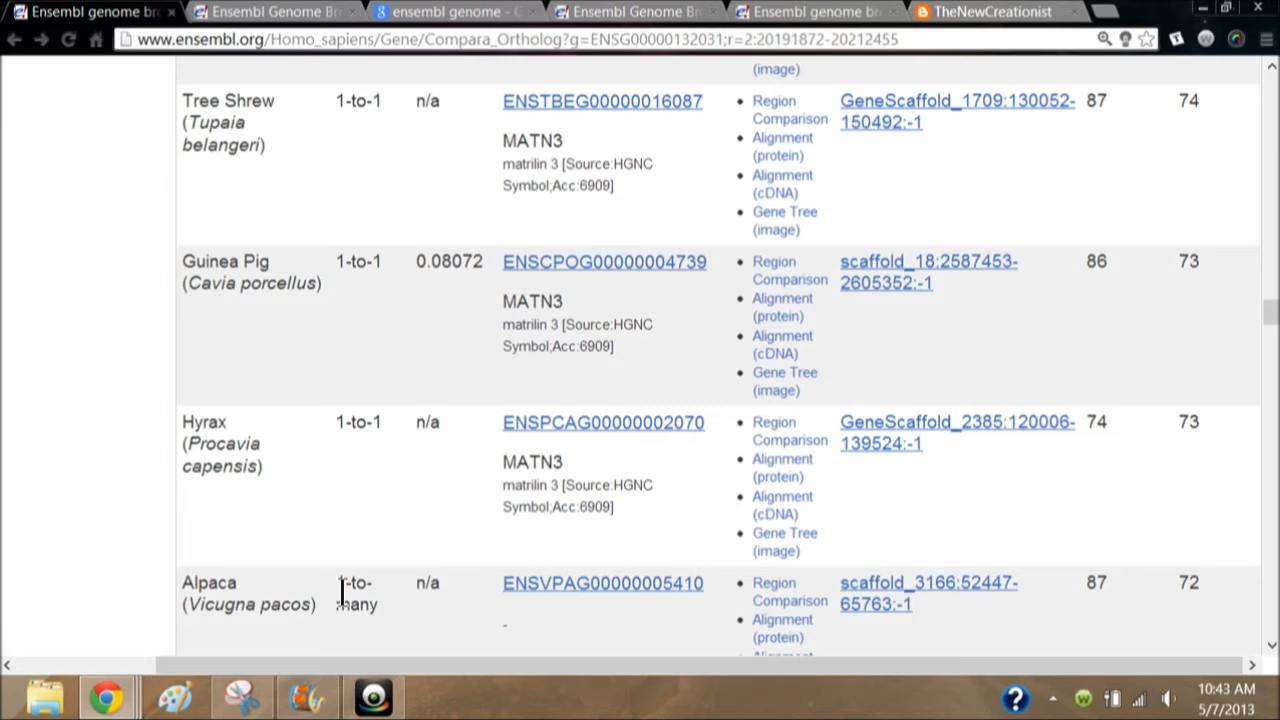 Ensembl genome bro
Ensembl Genome Br
ensembl genome - G
Ensembl Genome Bro
Ensembl genome bro
TheNewCreationist
www.ensembl.org/Homo_sapiens/Gene/Compara_Ortholog?g=ENSG00000132031;r=2:20191872-20212455
(image)
Tree Shrew
(Tupaia
belangeri)
1-to-1
n/a
ENSTBEG00000016087
MATN3
matrilin 3 [Source:HGNC
Symbol;Acc:6909]
Region
Comparison
Alignment
(protein)
Alignment
(cDNA)
Gene Tree
(image)
GeneScaffold_1709:130052-
150492:-1
87
74
Guinea Pig
(Cavia porcellus)
1-to-1
0.08072
ENSCPOG00000004739
MATN3
matrilin 3 [Source:HGNC
Symbol;Acc:6909]
Region
Comparison
Alignment
(protein)
Alignment
(cDNA)
Gene Tree
(image)
scaffold_18:2587453-
2605352:-1
86
73
Hyrax
(Procavia
capensis)
1-to-1
n/a
ENSPCAG00000002070
MATN3
matrilin 3 [Source:HGNC
Symbol;Acc:6909]
Region
Comparison
Alignment
(protein)
Alignment
(cDNA)
Gene Tree
(image)
GeneScaffold_2385:120006-
139524:-1
74
73
Alpaca
(Vicugna pacos)
1-to-
many
n/a
ENSVPAG00000005410
-
Region
Comparison
Alignment
(protein)
scaffold_3166:52447-
65763:-1
87
72
10:43 AM
5/7/2013